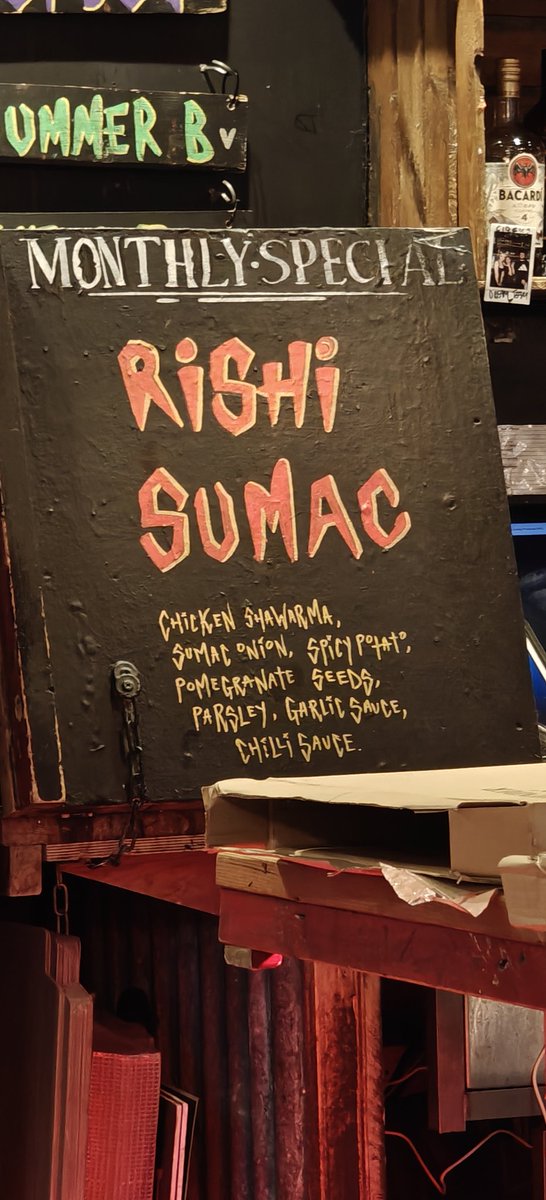 UMMER B
BACARDI
MONTHLY·SPECIAL
RiSHi
SUMAC
CHICKEN SHAWARMA,
SUMAC ONION, SPICY POTATO,
POMEGRANATE SEEDS,
PARSLEY, GARLIC SAUCE,
CHILLI SAUCE.